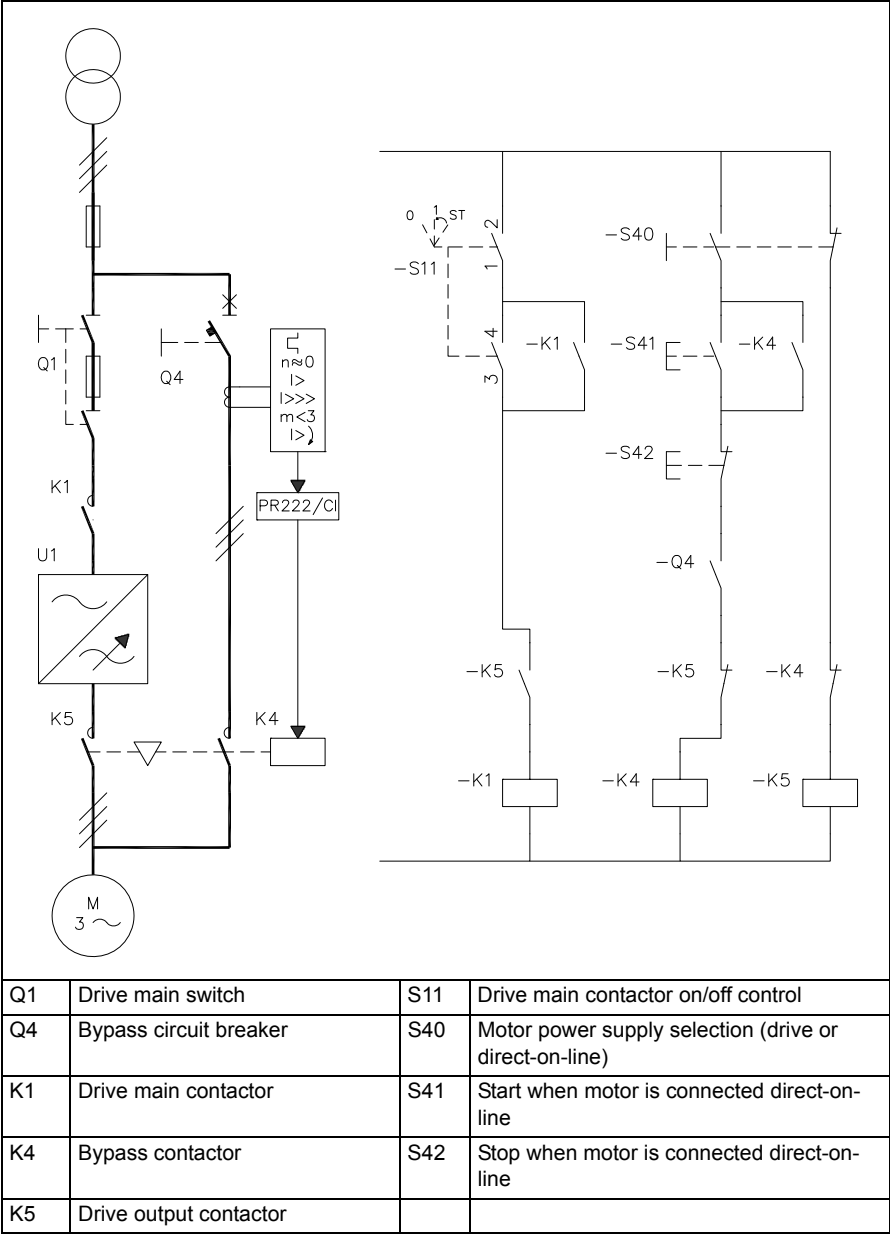 0 1 ST
2
-S11
1
4
3
-K1
-S40
-S41
-K4
-S42
-Q4
-K5
-K5
-K4
-K1
-K4
-K5
Q1
Q4
n≈0
I>
I>>>
m<3
I>
PR222/CI
K1
U1
K5
K4
M
3
Q1 Drive main switch S11 Drive main contactor on/off control
Q4 Bypass circuit breaker S40 Motor power supply selection (drive or
direct-on-line)
K1 Drive main contactor S41 Start when motor is connected direct-on-
line
K4 Bypass contactor S42 Stop when motor is connected direct-on-
line
K5 Drive output contactor